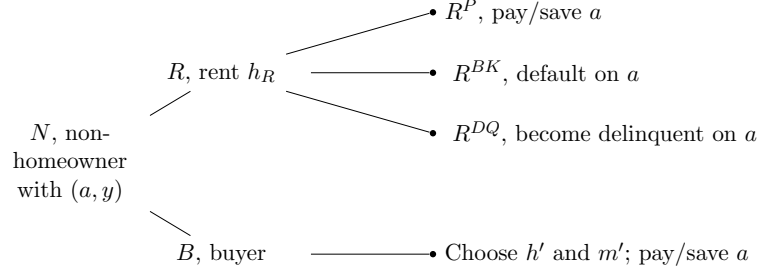 R^P, pay/save a
R, rent h_R
R^{BK}, default on a
N, non-
homeowner
with (a, y)
R^{DQ}, become delinquent on a
B, buyer
Choose h′ and m′; pay/save a